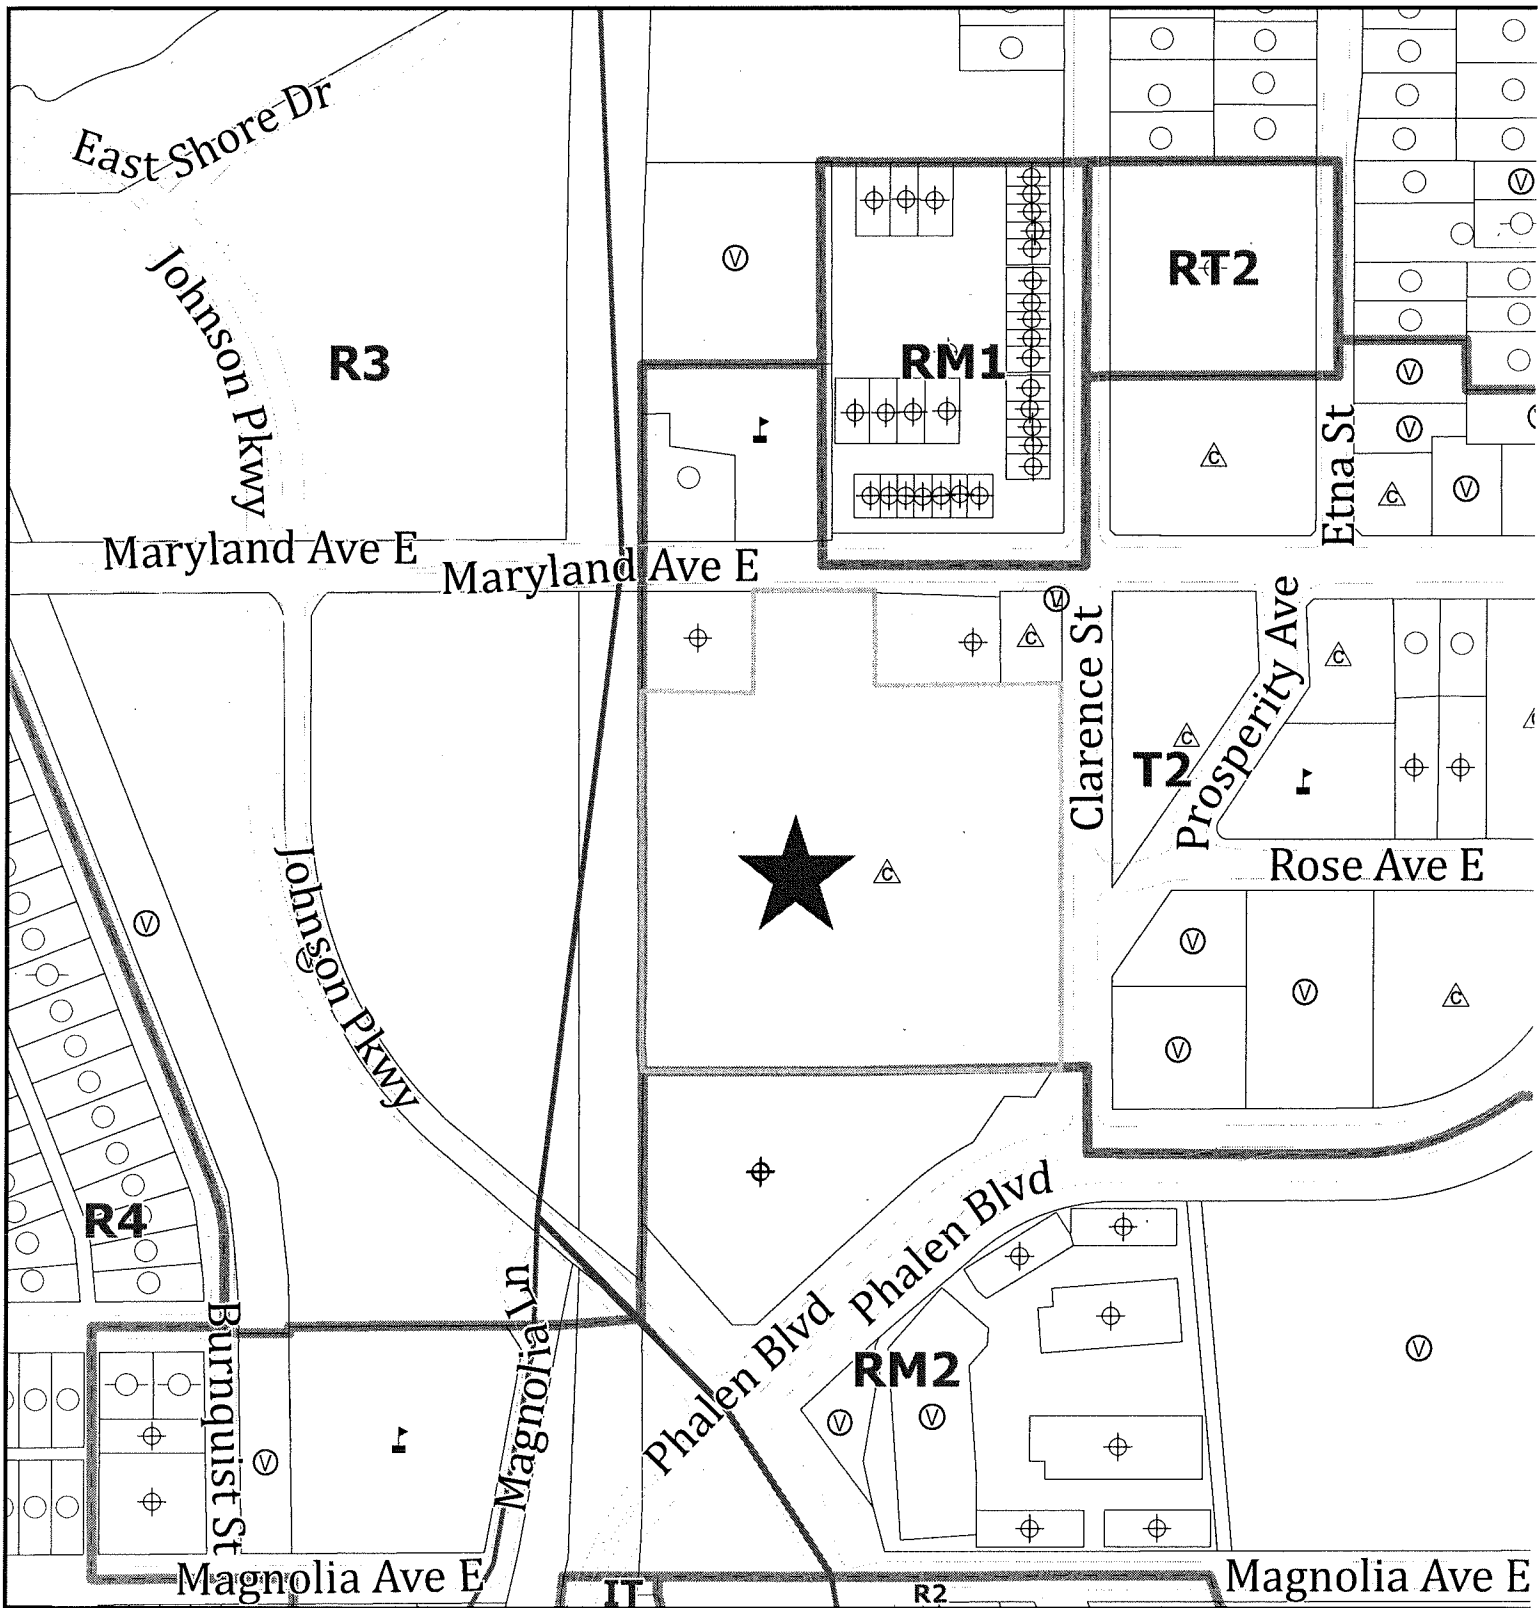 East Shore Dr
V
V
RT2
Johnson Pkwy
R3
RM1
V
V
C
Etna St
C
V
Maryland Ave E
Maryland Ave E
V
C
Clarence St
Prosperity Ave
C
C
T2
C
Rose Ave E
Johnson Pkwy
V
V
V
C
V
Phalen Blvd
R4
Phalen Blvd
Phalen Blvd
Magnolia Ln
Burnquist St
RM2
V
V
V
V
Magnolia Ave E
Magnolia Ave E
IT
R2